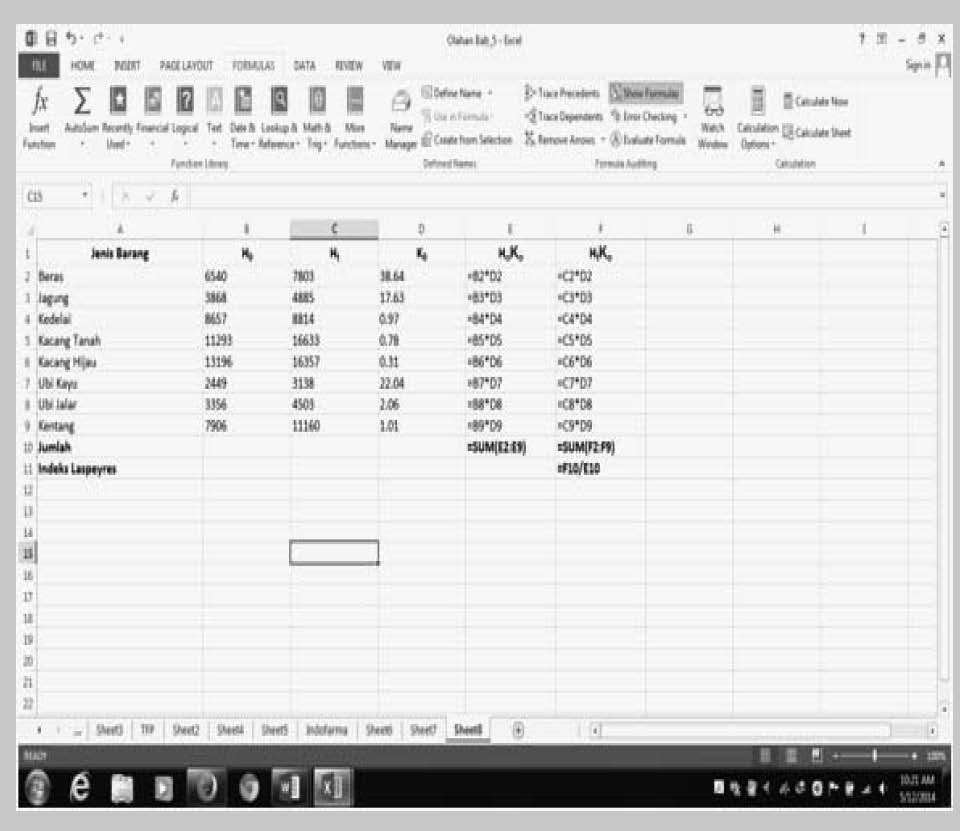 Olahan Bab_5 - Excel
FILE HOME INSERT PAGE LAYOUT FORMULAS DATA REVIEW VIEW Sign in
fx Σ Define Name Trace Precedents Show Formulas Calculate Now
Use in Formula Trace Dependents Error Checking
Insert Function AutoSum Recently Used Financial Logical Text Date & Time Lookup & Reference Math & Trig More Functions Name Manager Create from Selection Remove Arrows Evaluate Formula Watch Window Calculation Options Calculate Sheet
Function Library Defined Names Formula Auditing Calculation
C15 fx
A B C D E F G H I
1 Jenis Barang H₀ H₁ K₀ H₀K₀ H₁K₀
2 Beras 6540 7803 38.64 =B2*D2 =C2*D2
3 Jagung 3868 4885 17.63 =B3*D3 =C3*D3
4 Kedelai 8657 8814 0.97 =B4*D4 =C4*D4
5 Kacang Tanah 11293 16633 0.78 =B5*D5 =C5*D5
6 Kacang Hijau 13196 16357 0.31 =B6*D6 =C6*D6
7 Ubi Kayu 2449 3138 22.04 =B7*D7 =C7*D7
8 Ubi Jalar 3356 4503 2.06 =B8*D8 =C8*D8
9 Kentang 7906 11160 1.01 =B9*D9 =C9*D9
10 Jumlah =SUM(E2:E9) =SUM(F2:F9)
11 Indeks Laspeyres =F10/E10
12
13
14
15
16
17
18
19
20
21
22
... Sheet3 TFP Sheet2 Sheet4 Sheet5 Indofarma Sheet6 Sheet7 Sheet8
READY 100%
10:21 AM
5/12/2014